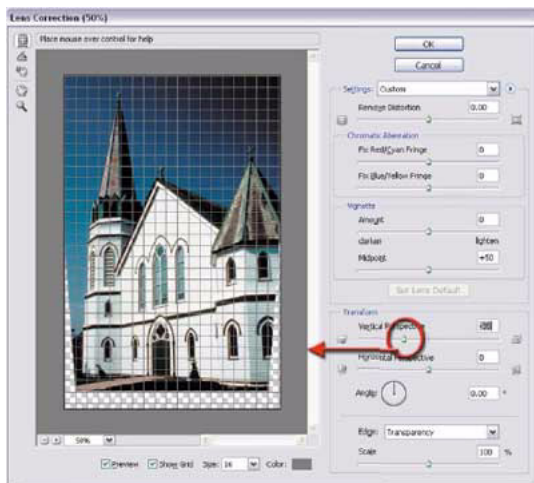 Lens Correction (50%)
Place mouse over control for help
OK
Cancel
Settings: Custom
Remove Distortion 0.00
Chromatic Aberration
Fix Red/Cyan Fringe 0
Fix Blue/Yellow Fringe 0
Vignette
Amount 0
darken lighten
Midpoint +50
Set Lens Default
Transform
Vertical Perspective
Horizontal Perspective 0
Angle: 0.00 °
Edge: Transparency
Scale 100 %
50%
Preview Show Grid Size: 16 Color: